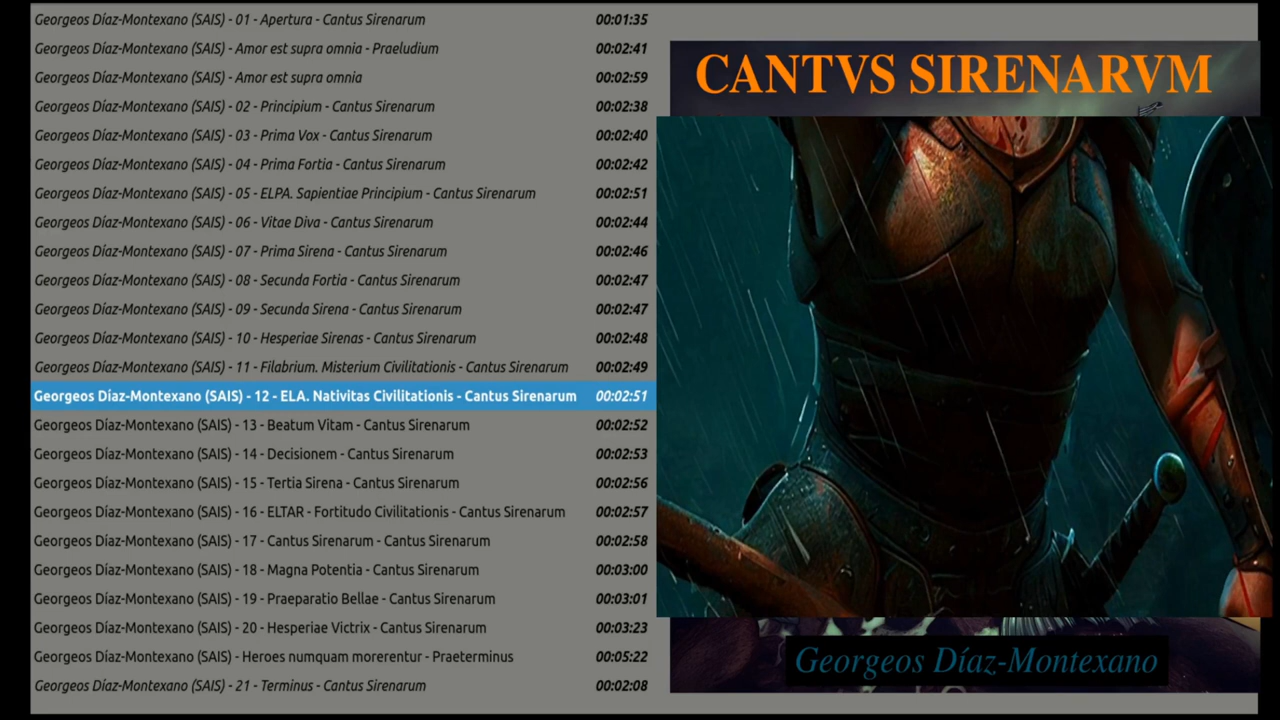 Georgeos Díaz-Montexano (SAIS) - 01 - Apertura - Cantus Sirenarum 00:01:35
Georgeos Díaz-Montexano (SAIS) - Amor est supra omnia - Praeludium 00:02:41
Georgeos Díaz-Montexano (SAIS) - Amor est supra omnia 00:02:59
Georgeos Díaz-Montexano (SAIS) - 02 - Principium - Cantus Sirenarum 00:02:38
Georgeos Díaz-Montexano (SAIS) - 03 - Prima Vox - Cantus Sirenarum 00:02:40
Georgeos Díaz-Montexano (SAIS) - 04 - Prima Fortia - Cantus Sirenarum 00:02:42
Georgeos Díaz-Montexano (SAIS) - 05 - ELPA. Sapientiae Principium - Cantus Sirenarum 00:02:51
Georgeos Díaz-Montexano (SAIS) - 06 - Vitae Diva - Cantus Sirenarum 00:02:44
Georgeos Díaz-Montexano (SAIS) - 07 - Prima Sirena - Cantus Sirenarum 00:02:46
Georgeos Díaz-Montexano (SAIS) - 08 - Secunda Fortia - Cantus Sirenarum 00:02:47
Georgeos Díaz-Montexano (SAIS) - 09 - Secunda Sirena - Cantus Sirenarum 00:02:47
Georgeos Díaz-Montexano (SAIS) - 10 - Hesperiae Sirenas - Cantus Sirenarum 00:02:48
Georgeos Díaz-Montexano (SAIS) - 11 - Filabrium. Misterium Civilitationis - Cantus Sirenarum 00:02:49
Georgeos Díaz-Montexano (SAIS) - 12 - ELA. Nativitas Civilitationis - Cantus Sirenarum 00:02:51
Georgeos Díaz-Montexano (SAIS) - 13 - Beatum Vitam - Cantus Sirenarum 00:02:52
Georgeos Díaz-Montexano (SAIS) - 14 - Decisionem - Cantus Sirenarum 00:02:53
Georgeos Díaz-Montexano (SAIS) - 15 - Tertia Sirena - Cantus Sirenarum 00:02:56
Georgeos Díaz-Montexano (SAIS) - 16 - ELTAR - Fortitudo Civilitationis - Cantus Sirenarum 00:02:57
Georgeos Díaz-Montexano (SAIS) - 17 - Cantus Sirenarum - Cantus Sirenarum 00:02:58
Georgeos Díaz-Montexano (SAIS) - 18 - Magna Potentia - Cantus Sirenarum 00:03:00
Georgeos Díaz-Montexano (SAIS) - 19 - Praeparatio Bellae - Cantus Sirenarum 00:03:01
Georgeos Díaz-Montexano (SAIS) - 20 - Hesperiae Victrix - Cantus Sirenarum 00:03:23
Georgeos Díaz-Montexano (SAIS) - Heroes numquam morerentur - Praeterminus 00:05:22
Georgeos Díaz-Montexano (SAIS) - 21 - Terminus - Cantus Sirenarum 00:02:08
CANTVS SIRENARVM
Georgeos Díaz-Montexano